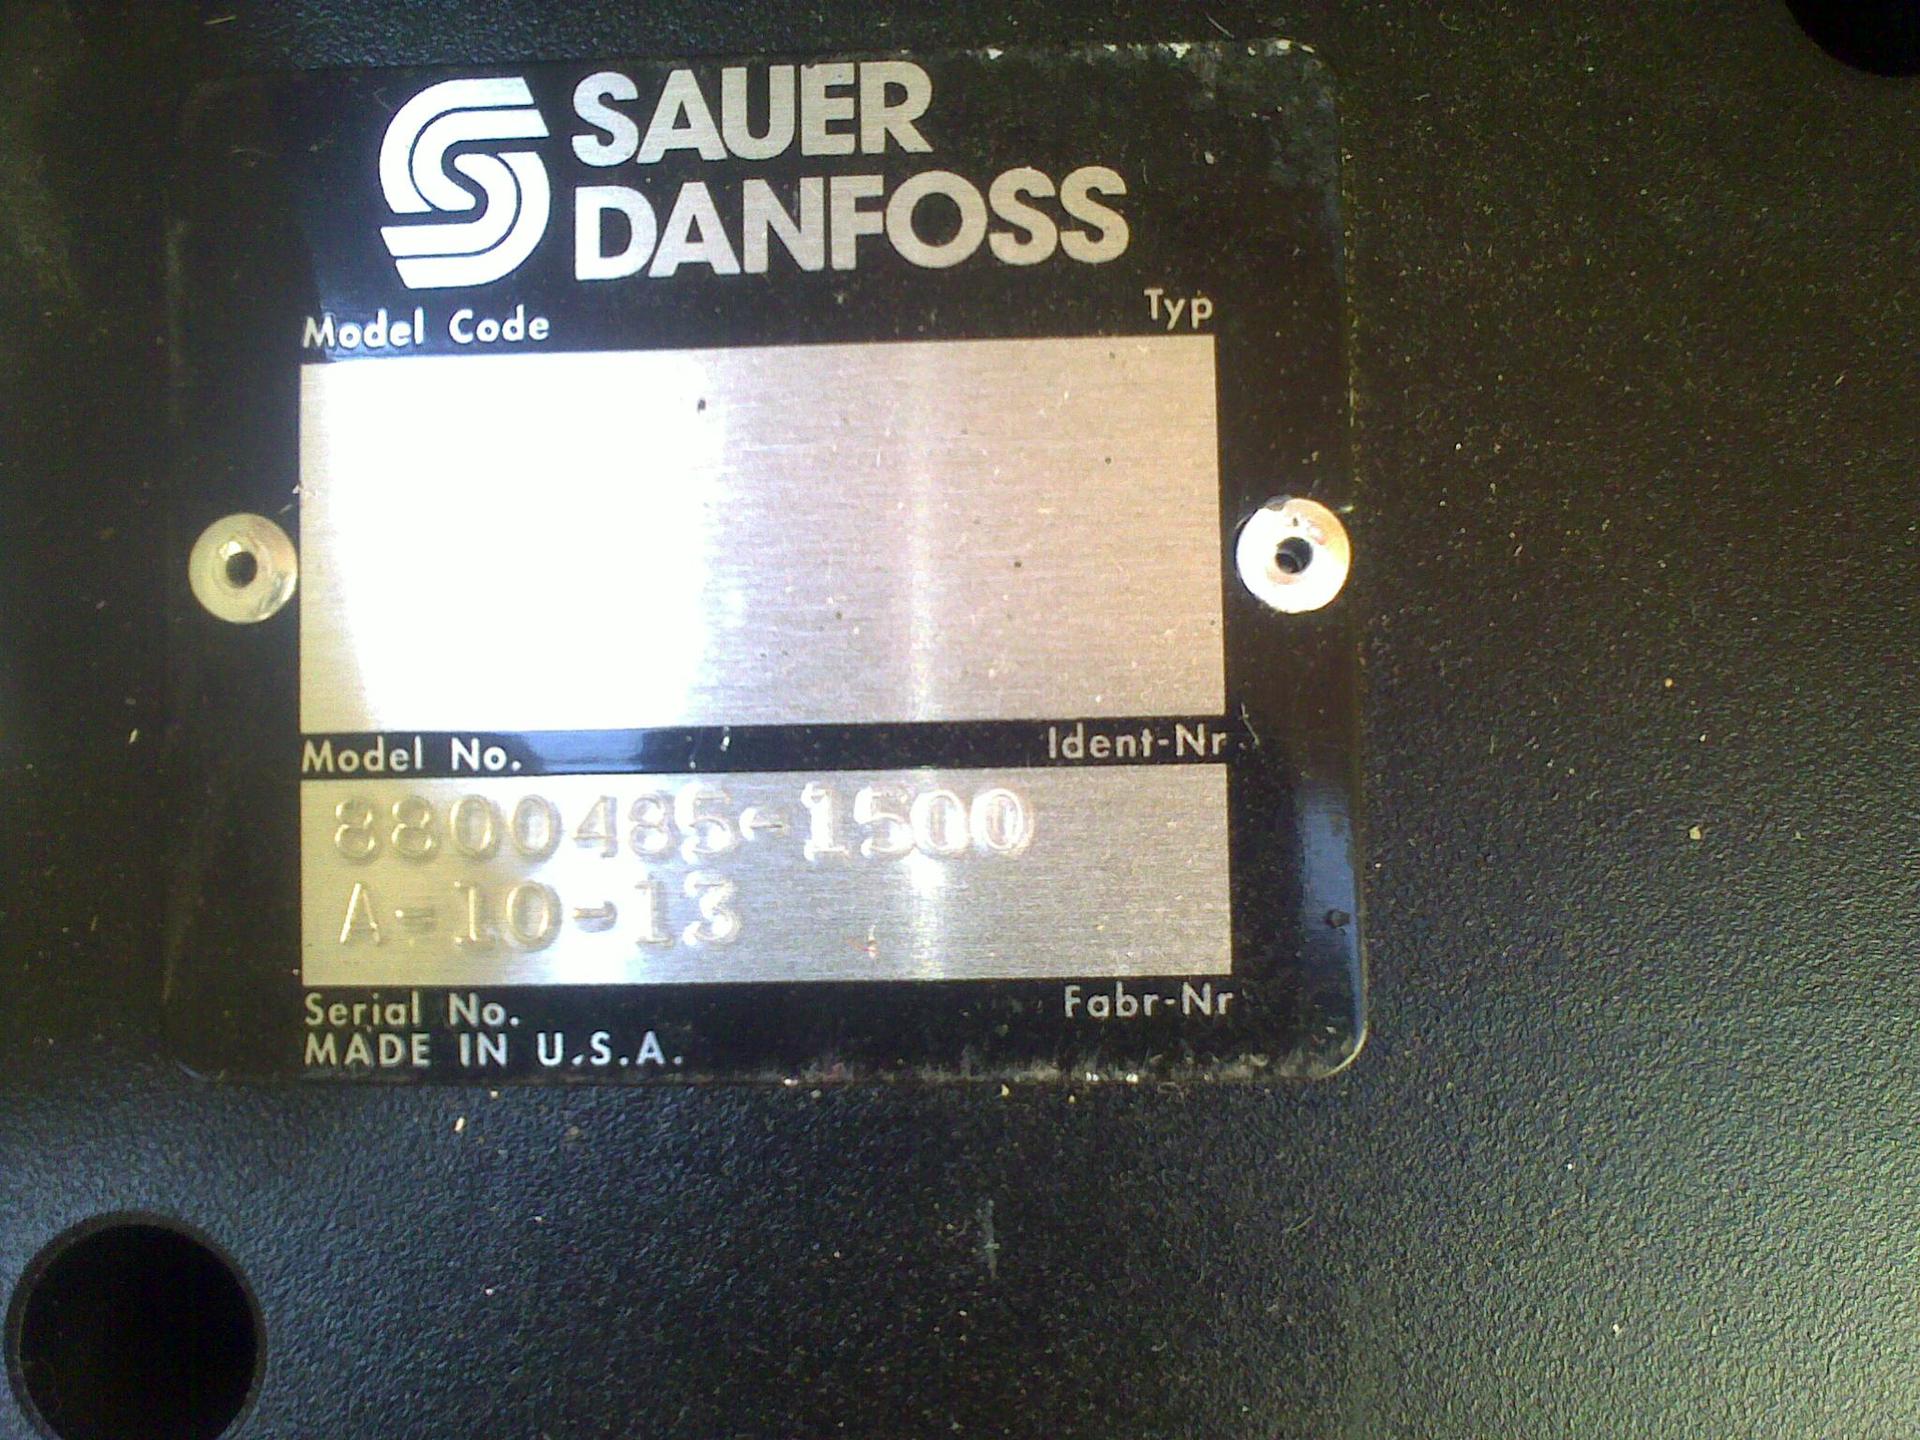 SAUER
DANFOSS
Model Code Typ
Model No. Ident-Nr
8800485-1500
A-10-13
Serial No. Fabr-Nr
MADE IN U.S.A.